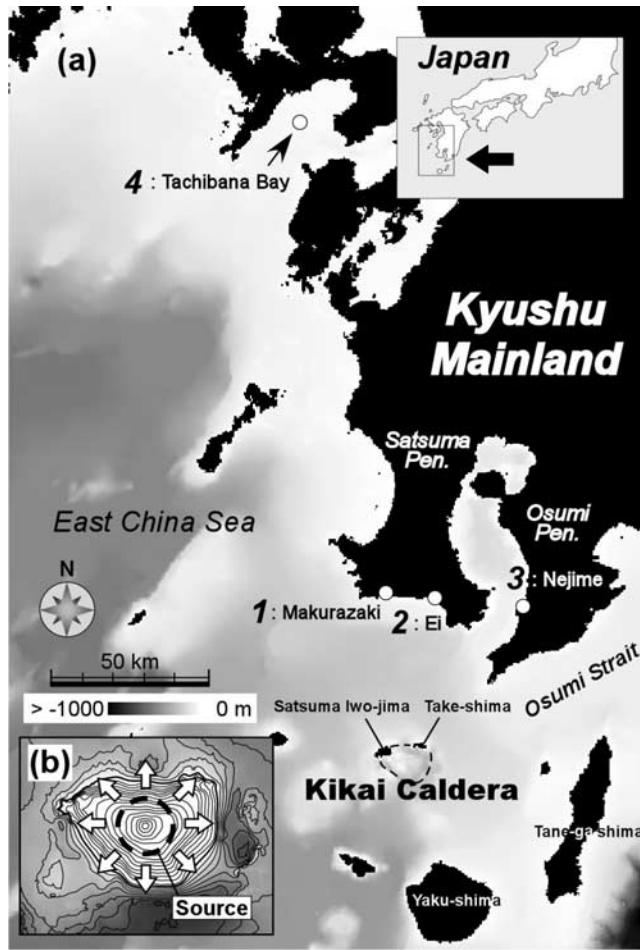 (a)
Japan
4 : Tachibana Bay
Kyushu
Mainland
Satsuma
Pen.
Osumi
Pen.
East China Sea
N
3 : Nejime
1 : Makurazaki
2 : Ei
50 km
> -1000 0 m
Osumi Strait
Satsuma Iwo-jima
Take-shima
Kikai Caldera
(b)
Source
Tane-ga shima
Yaku-shima